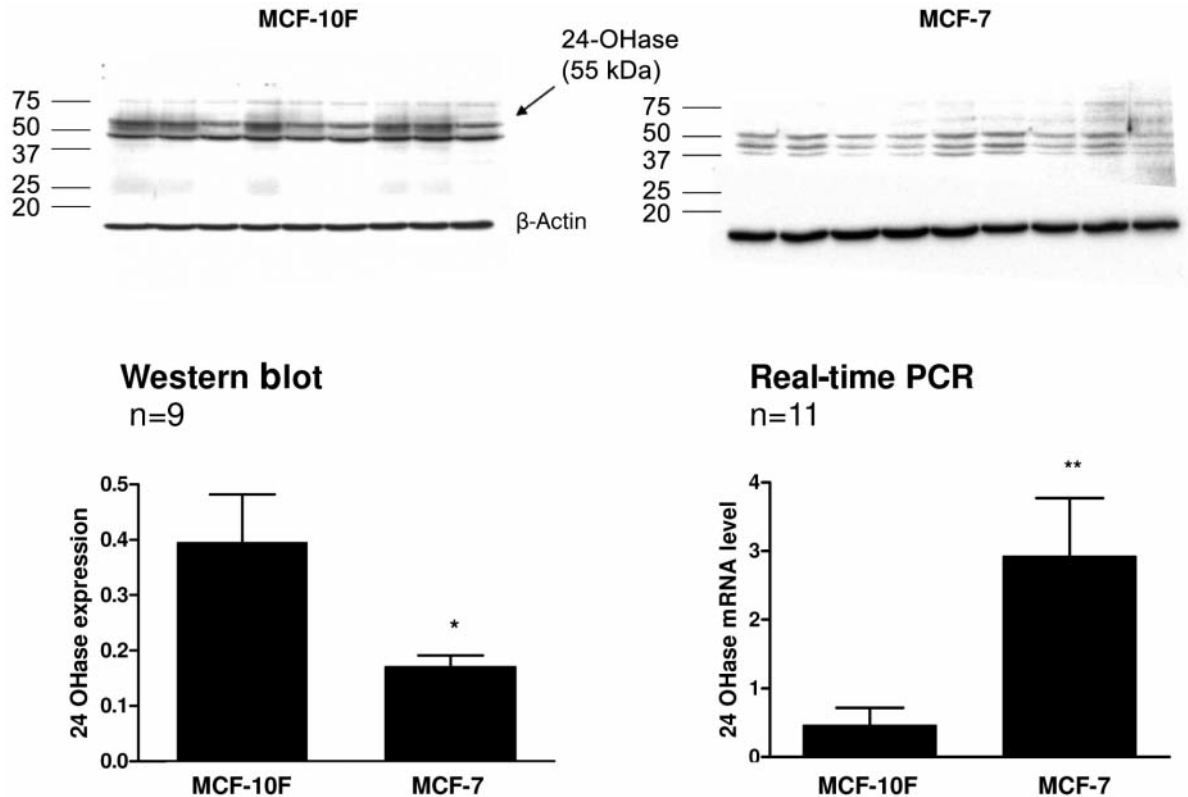 MCF-10F
MCF-7
24-OHase
(55 kDa)
75
50
37
25
20
β-Actin
75
50
37
25
20
Western blot
n=9
Real-time PCR
n=11
24 OHase expression
0.5
0.4
0.3
0.2
0.1
0.0
*
MCF-10F
MCF-7
24 OHase mRNA level
4
3
2
1
0
**
MCF-10F
MCF-7